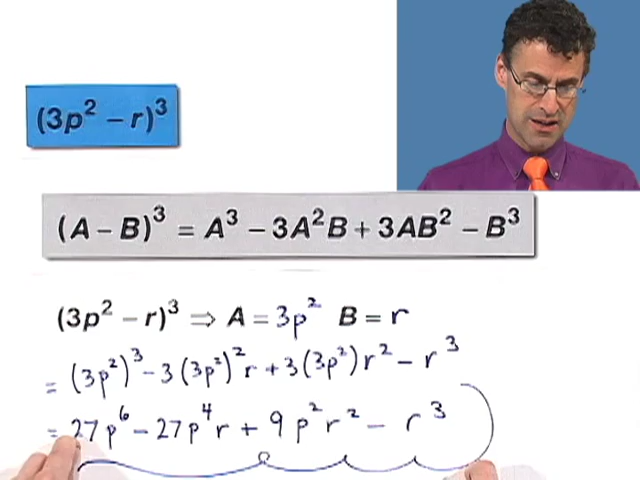 (3p² − r)³
(A − B)³ = A³ − 3A²B + 3AB² − B³
(3p² − r)³ ⇒ A = 3p² B = r
= (3p²)³ − 3(3p²)²r + 3(3p²)r² − r³
= 27p⁶ − 27p⁴r + 9p²r² − r³